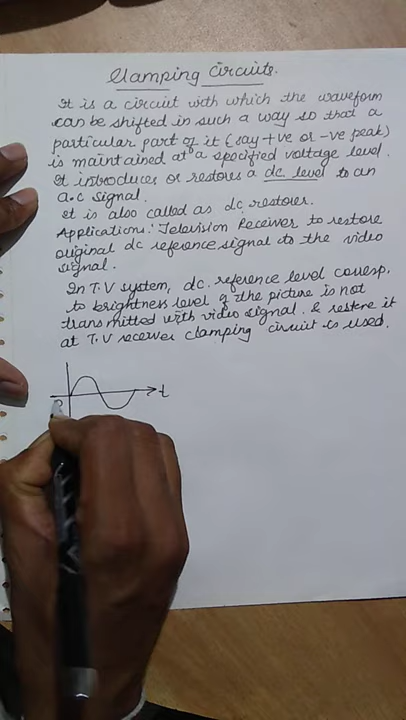 Clamping Circuits.
It is a circuit with which the waveform
can be shifted in such a way so that a
particular part of it (say +ve or -ve peak)
is maintained at a specified voltage level.
It introduces or restores a dc level to an
a.c signal.
It is also called as dc restorer.
Applications: Television Receiver to restore
original dc reference signal to the video
signal.
In T.V system, dc. reference level corresp.
to brightness level of the picture is not
transmitted with video signal. & restore it
at T.V receiver clamping circuit is used.
t